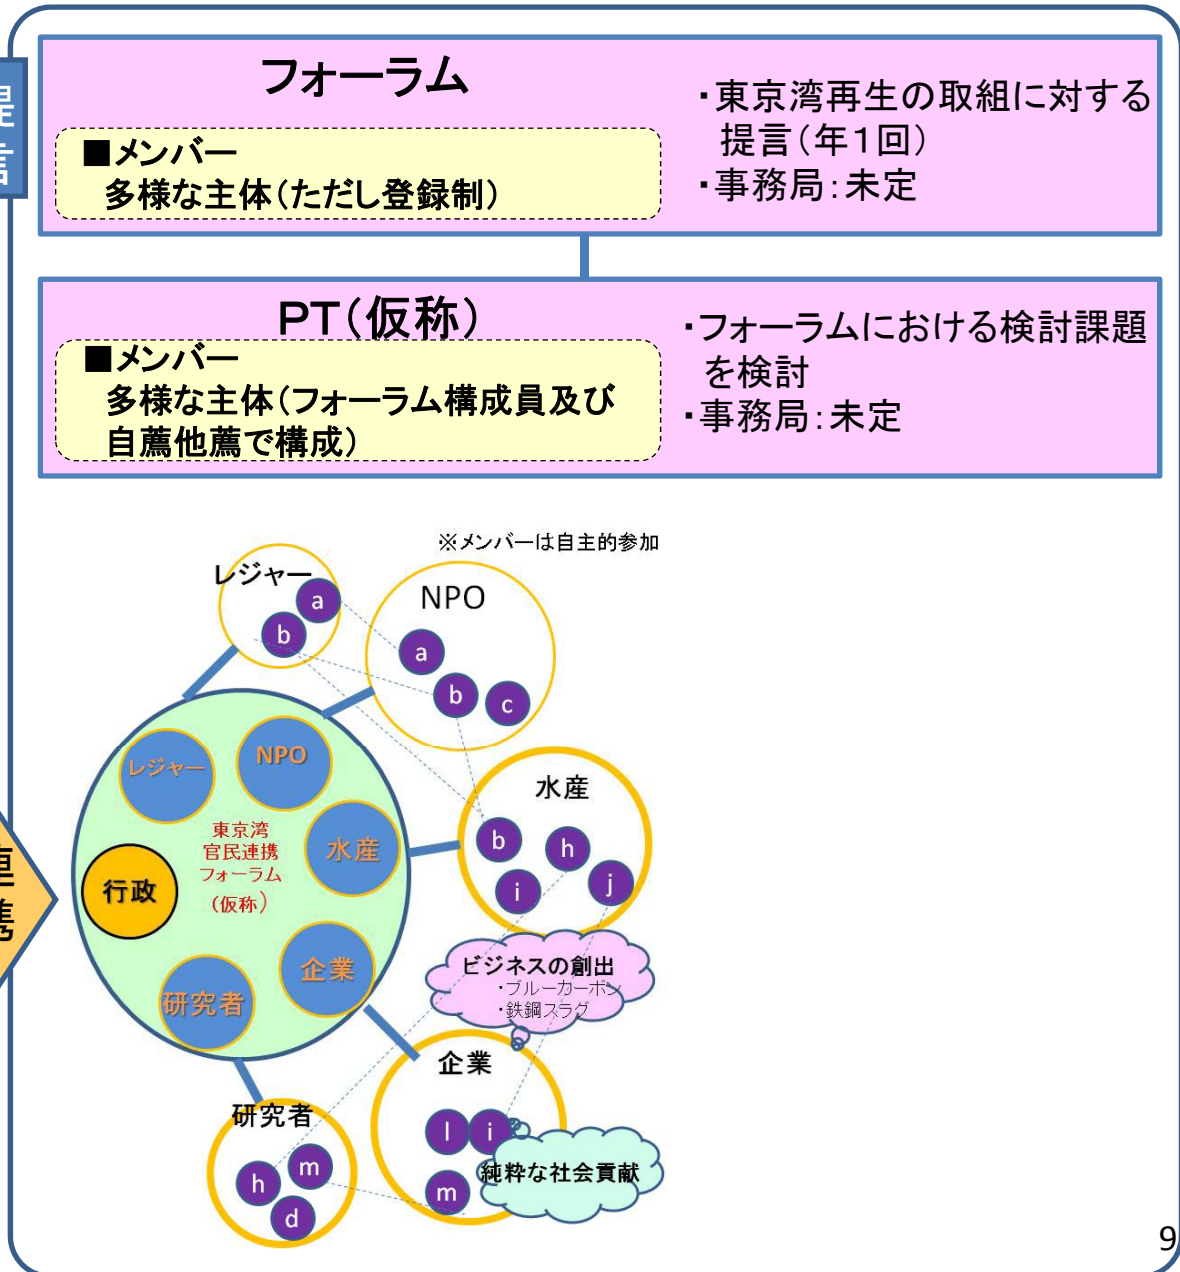 提
言
フォーラム
■メンバー
多様な主体(ただし登録制)
・東京湾再生の取組に対する
提言(年1回)
・事務局:未定
PT(仮称)
■メンバー
多様な主体(フォーラム構成員及び
自薦他薦で構成)
・フォーラムにおける検討課題
を検討
・事務局:未定
※メンバーは自主的参加
レジャー
a
b
NPO
a
b
c
レジャー
NPO
水産
行政
東京湾
官民連携
フォーラム
(仮称)
企業
研究者
水産
b
h
i
j
連
携
ビジネスの創出
・ブルーカーボン
・鉄鋼スラグ
企業
l
i
m
純粋な社会貢献
研究者
h
m
d
9